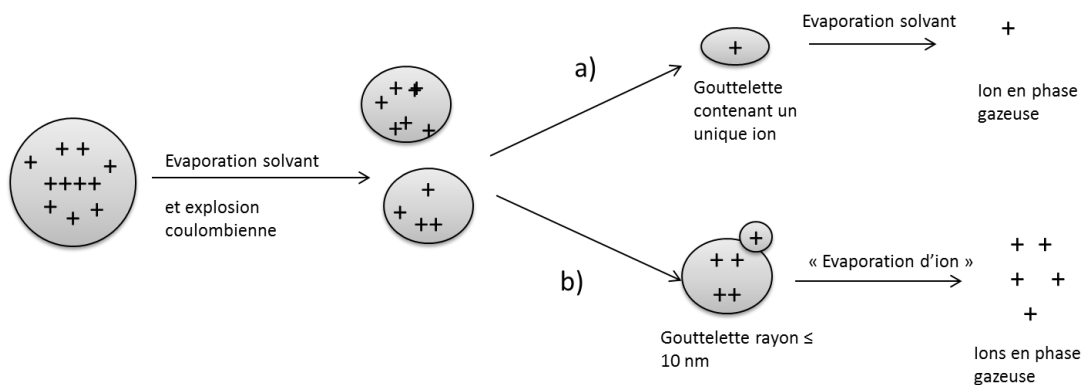 Evaporation solvant
et explosion
coulombienne
a)
+
Gouttelette
contenant un
unique ion
Evaporation solvant
+
Ion en phase
gazeuse
b)
Gouttelette rayon ≤
10 nm
« Evaporation d’ion »
Ions en phase
gazeuse